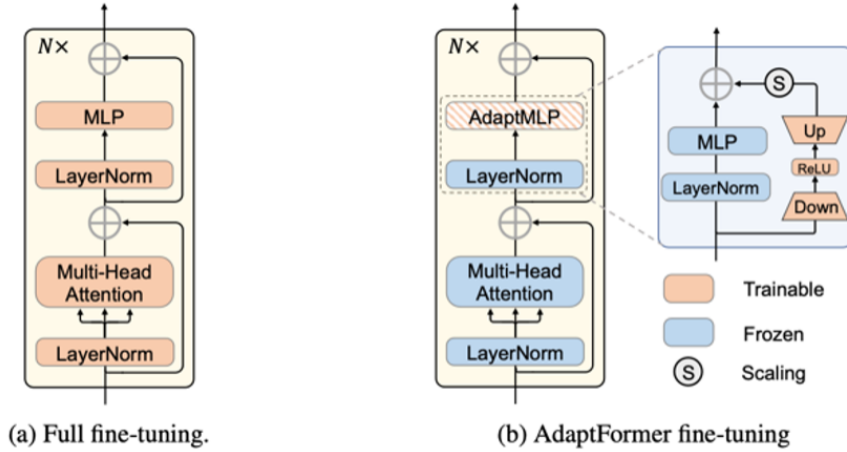 N×
MLP
LayerNorm
Multi-Head
Attention
LayerNorm
(a) Full fine-tuning.
N×
AdaptMLP
LayerNorm
Multi-Head
Attention
LayerNorm
S
Up
MLP
ReLU
LayerNorm
Down
Trainable
Frozen
S Scaling
(b) AdaptFormer fine-tuning